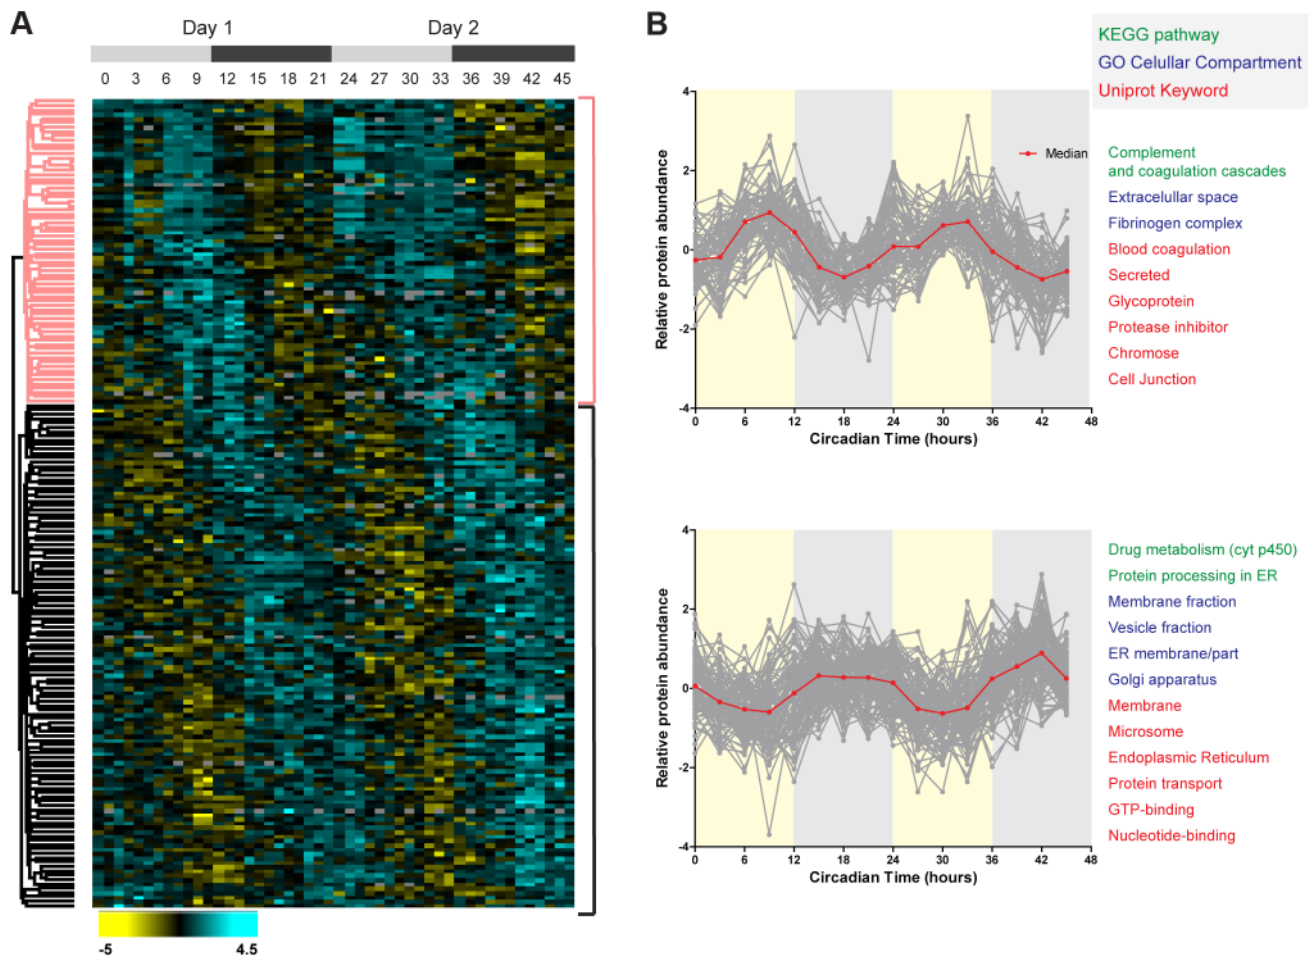 A
Day 1
Day 2
0 3 6 9 12 15 18 21 24 27 30 33 36 39 42 45
-5
4.5
B
KEGG pathway
GO Celullar Compartment
Uniprot Keyword
4
2
0
-2
-4
Relative protein abundance
Median
0 6 12 18 24 30 36 42 48
Circadian Time (hours)
Complement
and coagulation cascades
Extracelullar space
Fibrinogen complex
Blood coagulation
Secreted
Glycoprotein
Protease inhibitor
Chromose
Cell Junction
4
2
0
-2
-4
Relative protein abundance
0 6 12 18 24 30 36 42 48
Circadian Time (hours)
Drug metabolism (cyt p450)
Protein processing in ER
Membrane fraction
Vesicle fraction
ER membrane/part
Golgi apparatus
Membrane
Microsome
Endoplasmic Reticulum
Protein transport
GTP-binding
Nucleotide-binding